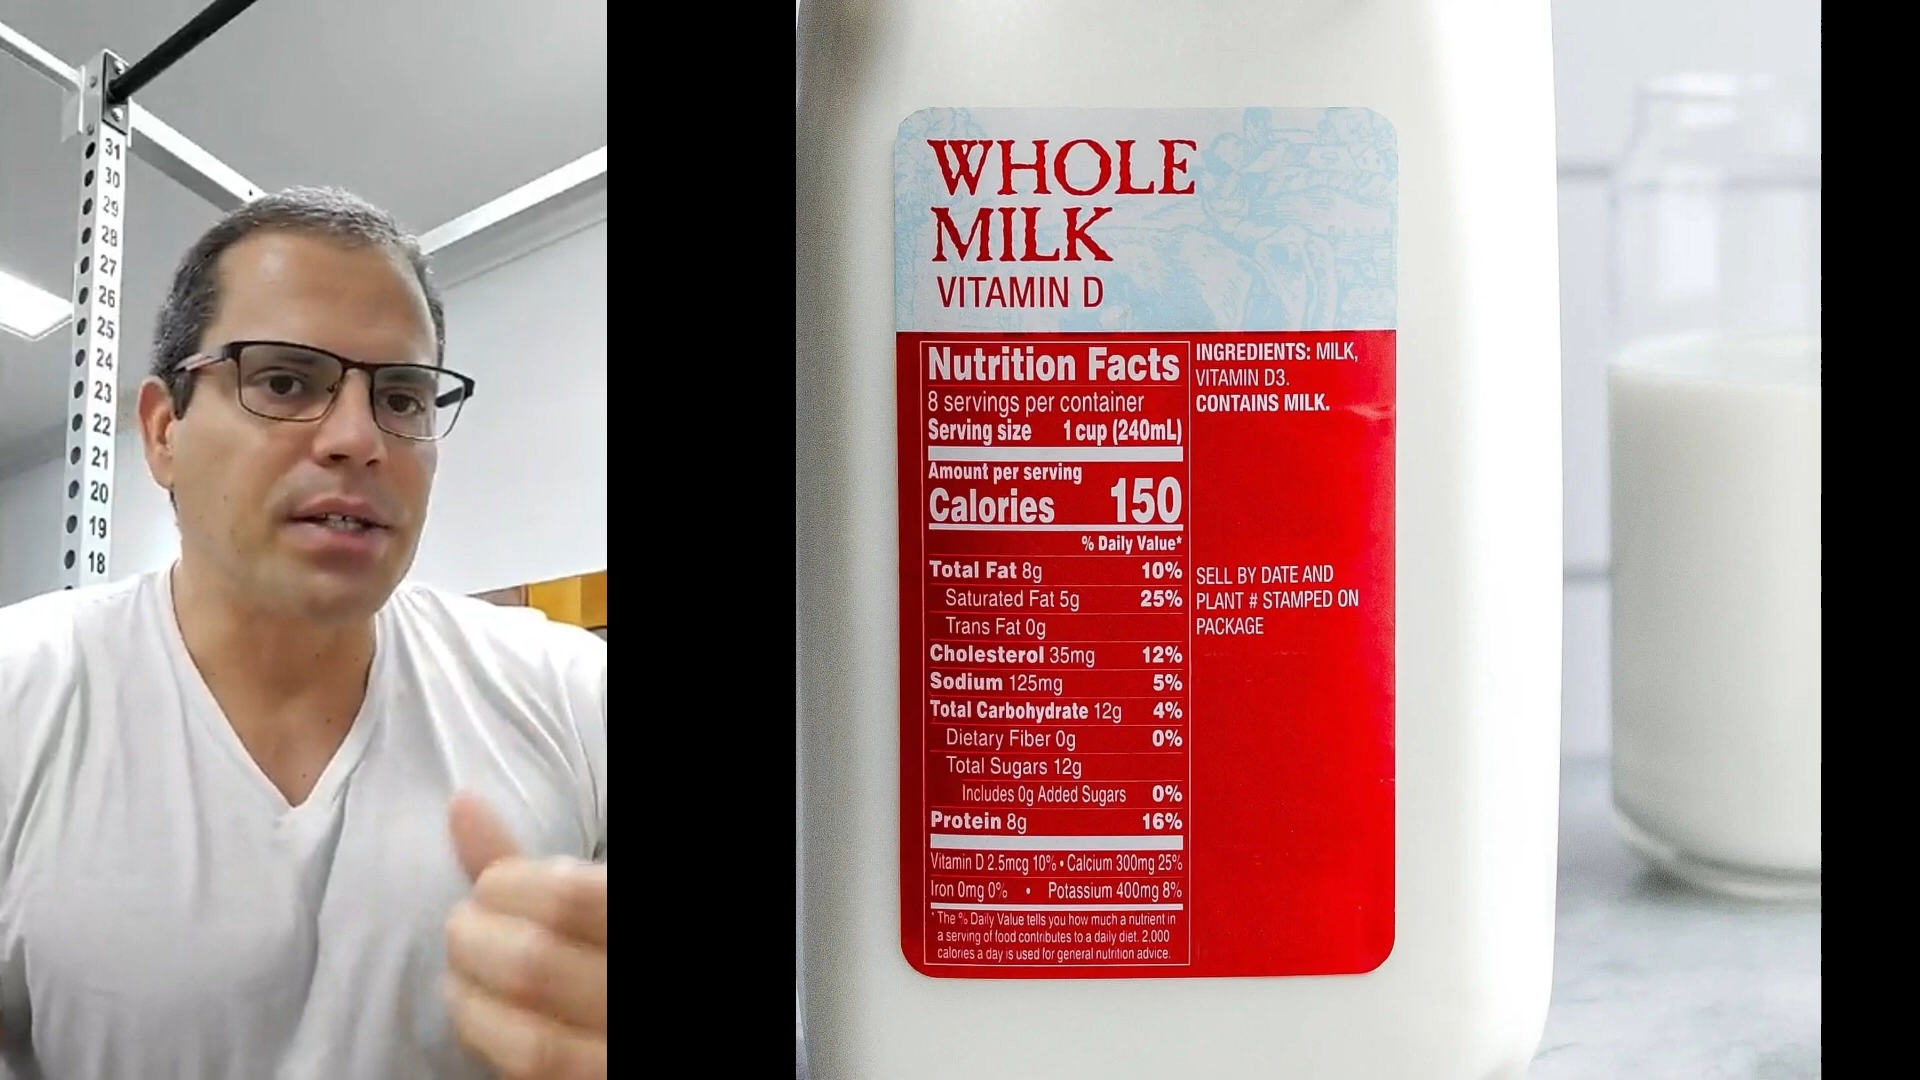 31
30
29
28
27
26
25
24
23
22
21
20
19
18
WHOLE
MILK
VITAMIN D
Nutrition Facts
8 servings per container
Serving size 1 cup (240mL)
Amount per serving
Calories 150
% Daily Value*
Total Fat 8g 10%
Saturated Fat 5g 25%
Trans Fat 0g
Cholesterol 35mg 12%
Sodium 125mg 5%
Total Carbohydrate 12g 4%
Dietary Fiber 0g 0%
Total Sugars 12g
Includes 0g Added Sugars 0%
Protein 8g 16%
Vitamin D 2.5mcg 10% • Calcium 300mg 25%
Iron 0mg 0% • Potassium 400mg 8%
* The % Daily Value tells you how much a nutrient in
a serving of food contributes to a daily diet. 2,000
calories a day is used for general nutrition advice.
INGREDIENTS: MILK,
VITAMIN D3.
CONTAINS MILK.
SELL BY DATE AND
PLANT # STAMPED ON
PACKAGE